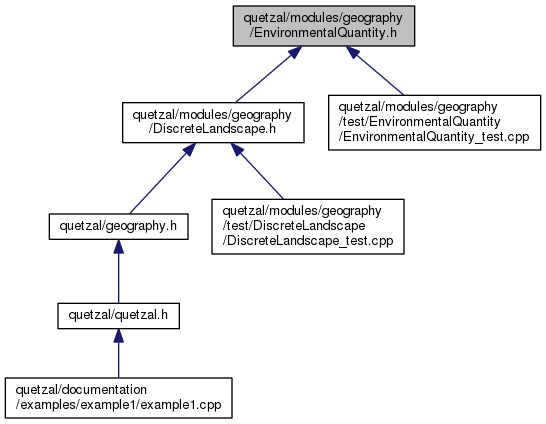 quetzal/modules/geography
/EnvironmentalQuantity.h
quetzal/modules/geography
/DiscreteLandscape.h
quetzal/modules/geography
/test/EnvironmentalQuantity
/EnvironmentalQuantity_test.cpp
quetzal/geography.h
quetzal/modules/geography
/test/DiscreteLandscape
/DiscreteLandscape_test.cpp
quetzal/quetzal.h
quetzal/documentation
/examples/example1/example1.cpp